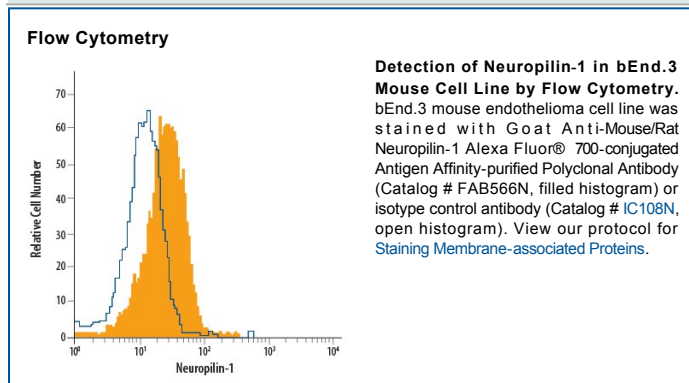 Flow Cytometry
Detection of Neuropilin-1 in bEnd.3
Mouse Cell Line by Flow Cytometry.
bEnd.3 mouse endothelioma cell line was
stained with Goat Anti-Mouse/Rat
Neuropilin-1 Alexa Fluor® 700-conjugated
Antigen Affinity-purified Polyclonal Antibody
(Catalog # FAB566N, filled histogram) or
isotype control antibody (Catalog # IC108N,
open histogram). View our protocol for
Staining Membrane-associated Proteins.
Relative Cell Number
70
60
50
40
30
20
10
0
10⁰ 10¹ 10² 10³ 10⁴
Neuropilin-1